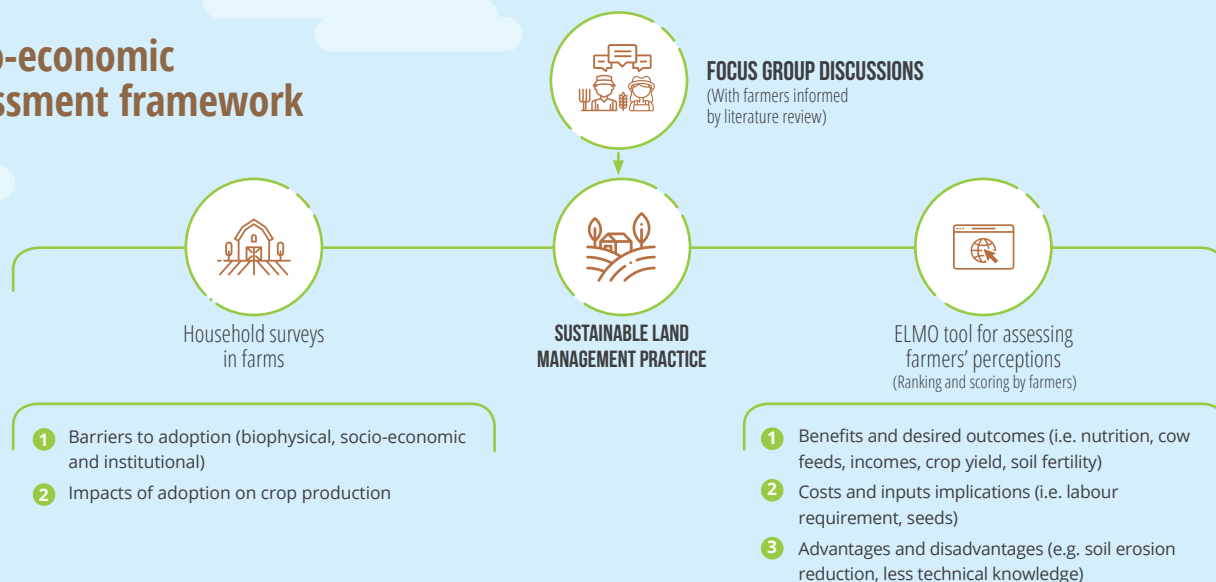 o-economic
ssment framework
FOCUS GROUP DISCUSSIONS
(With farmers informed
by literature review)
Household surveys
in farms
SUSTAINABLE LAND
MANAGEMENT PRACTICE
ELMO tool for assessing
farmers’ perceptions
(Ranking and scoring by farmers)
1 Barriers to adoption (biophysical, socio-economic
and institutional)
2 Impacts of adoption on crop production
1 Benefits and desired outcomes (i.e. nutrition, cow
feeds, incomes, crop yield, soil fertility)
2 Costs and inputs implications (i.e. labour
requirement, seeds)
3 Advantages and disadvantages (e.g. soil erosion
reduction, less technical knowledge)